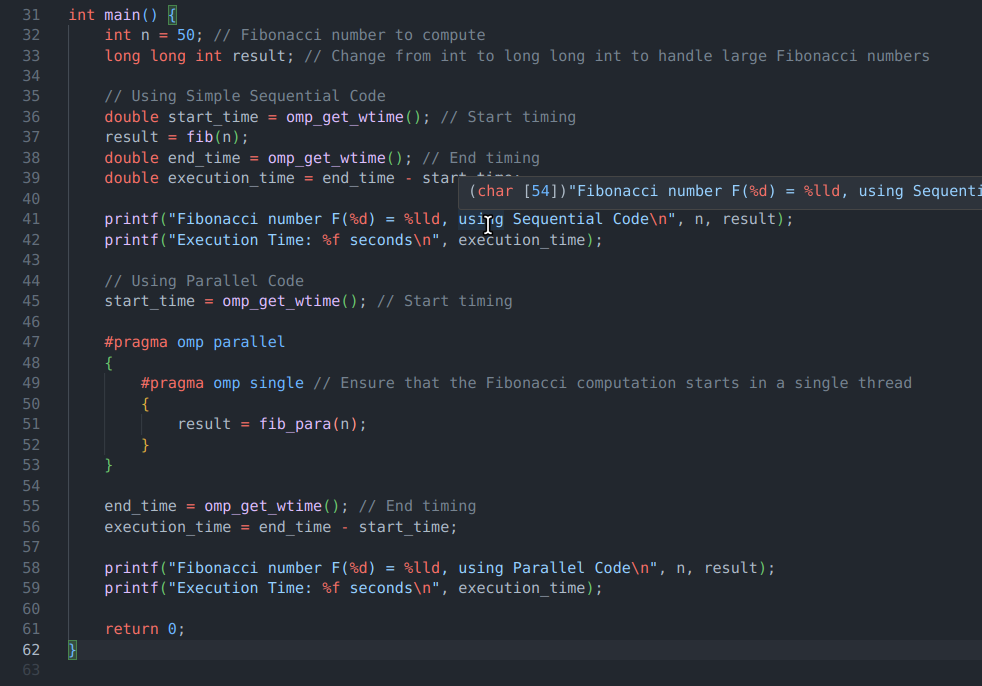 31 int main() {
32 int n = 50; // Fibonacci number to compute
33 long long int result; // Change from int to long long int to handle large Fibonacci numbers
34
35 // Using Simple Sequential Code
36 double start_time = omp_get_wtime(); // Start timing
37 result = fib(n);
38 double end_time = omp_get_wtime(); // End timing
39 double execution_time = end_time - start_time;
(char [54])"Fibonacci number F(%d) = %lld, using Sequenti
40
41 printf("Fibonacci number F(%d) = %lld, using Sequential Code\n", n, result);
42 printf("Execution Time: %f seconds\n", execution_time);
43
44 // Using Parallel Code
45 start_time = omp_get_wtime(); // Start timing
46
47 #pragma omp parallel
48 {
49 #pragma omp single // Ensure that the Fibonacci computation starts in a single thread
50 {
51 result = fib_para(n);
52 }
53 }
54
55 end_time = omp_get_wtime(); // End timing
56 execution_time = end_time - start_time;
57
58 printf("Fibonacci number F(%d) = %lld, using Parallel Code\n", n, result);
59 printf("Execution Time: %f seconds\n", execution_time);
60
61 return 0;
62 }
63